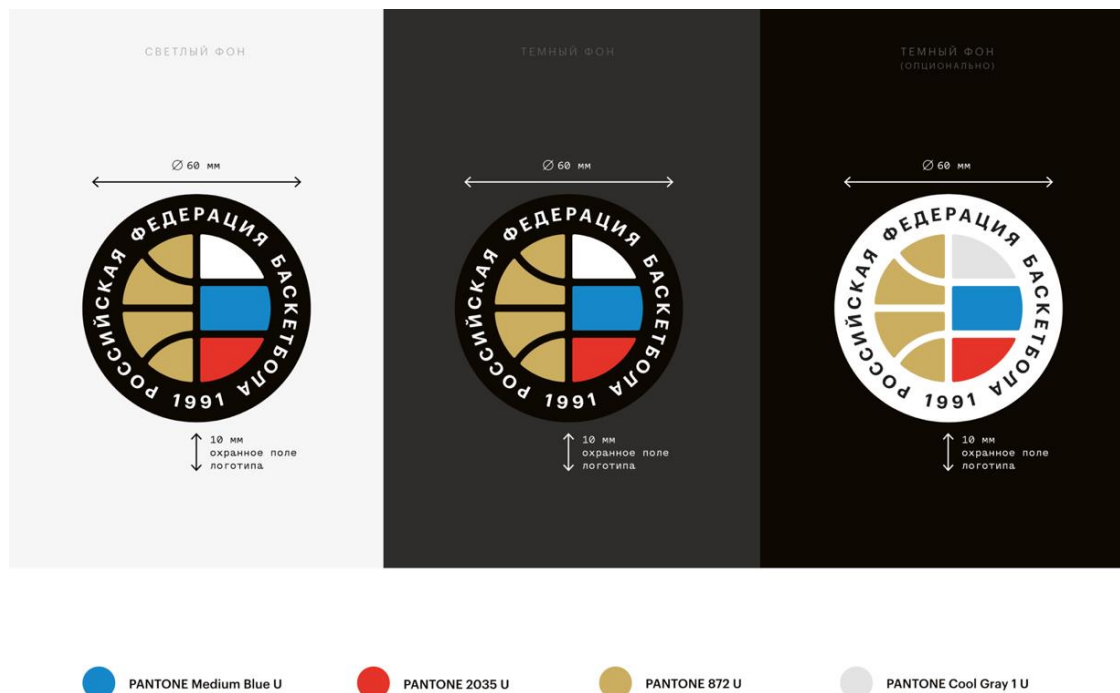 СВЕТЛЫЙ ФОН
ТЕМНЫЙ ФОН
ТЕМНЫЙ ФОН
(ОПЦИОНАЛЬНО)
∅ 60 мм
∅ 60 мм
∅ 60 мм
РОССИЙСКАЯ ФЕДЕРАЦИЯ БАСКЕТБОЛА
1991
РОССИЙСКАЯ ФЕДЕРАЦИЯ БАСКЕТБОЛА
1991
РОССИЙСКАЯ ФЕДЕРАЦИЯ БАСКЕТБОЛА
1991
10 мм
охранное поле
логотипа
10 мм
охранное поле
логотипа
10 мм
охранное поле
логотипа
PANTONE Medium Blue U
PANTONE 2035 U
PANTONE 872 U
PANTONE Cool Gray 1 U